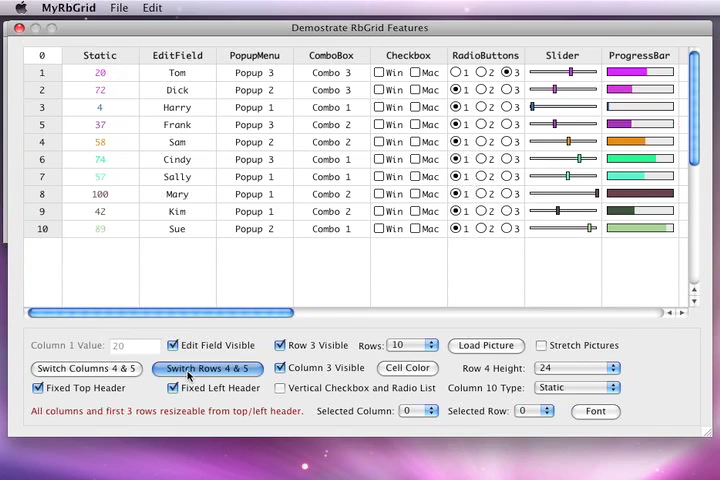 MyRbGrid File Edit
Demostrate RbGrid Features
0 Static EditField PopupMenu ComboBox Checkbox RadioButtons Slider ProgressBar
1 20 Tom Popup 3 Combo 3 Win Mac 1 2 3
2 72 Dick Popup 2 Combo 3 Win Mac 1 2 3
3 4 Harry Popup 1 Combo 1 Win Mac 1 2 3
5 37 Frank Popup 3 Combo 2 Win Mac 1 2 3
4 58 Sam Popup 2 Combo 2 Win Mac 1 2 3
6 74 Cindy Popup 3 Combo 1 Win Mac 1 2 3
7 57 Sally Popup 1 Combo 1 Win Mac 1 2 3
8 100 Mary Popup 1 Combo 2 Win Mac 1 2 3
9 42 Kim Popup 1 Combo 2 Win Mac 1 2 3
10 89 Sue Popup 2 Combo 1 Win Mac 1 2 3
Column 1 Value: 20 Edit Field Visible Row 3 Visible Rows: 10 Load Picture Stretch Pictures
Switch Columns 4 & 5 Switch Rows 4 & 5 Column 3 Visible Cell Color Row 4 Height: 24
Fixed Top Header Fixed Left Header Vertical Checkbox and Radio List Column 10 Type: Static
All columns and first 3 rows resizeable from top/left header. Selected Column: 0 Selected Row: 0 Font